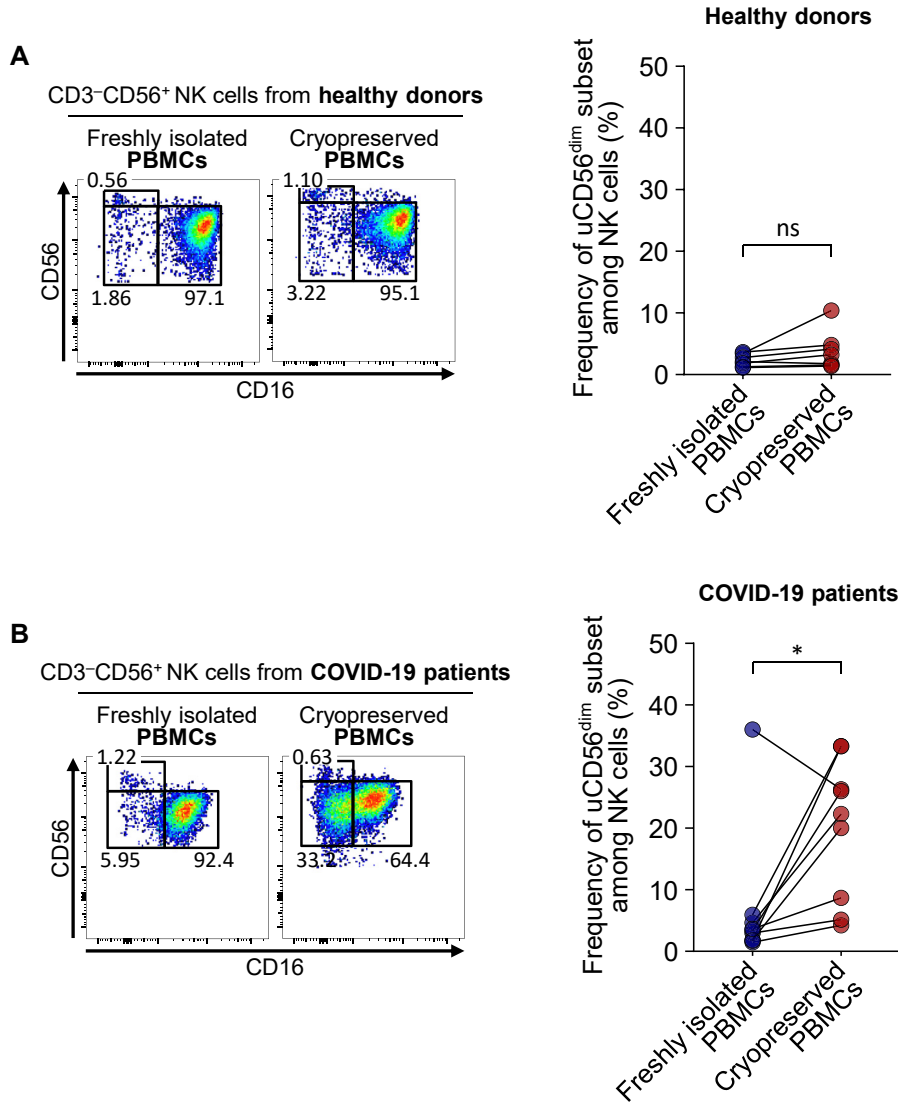 A
CD3⁻CD56⁺ NK cells from healthy donors
Freshly isolated
PBMCs
Cryopreserved
PBMCs
0.56
1.86
97.1
1.10
3.22
95.1
CD56
CD16
Healthy donors
Frequency of uCD56ᵈⁱᵐ subset
among NK cells (%)
50
40
30
20
10
0
ns
Freshly isolated
PBMCs
Cryopreserved
PBMCs
B
CD3⁻CD56⁺ NK cells from COVID-19 patients
Freshly isolated
PBMCs
Cryopreserved
PBMCs
1.22
5.95
92.4
0.63
33.2
64.4
CD56
CD16
COVID-19 patients
Frequency of uCD56ᵈⁱᵐ subset
among NK cells (%)
50
40
30
20
10
0
*
Freshly isolated
PBMCs
Cryopreserved
PBMCs